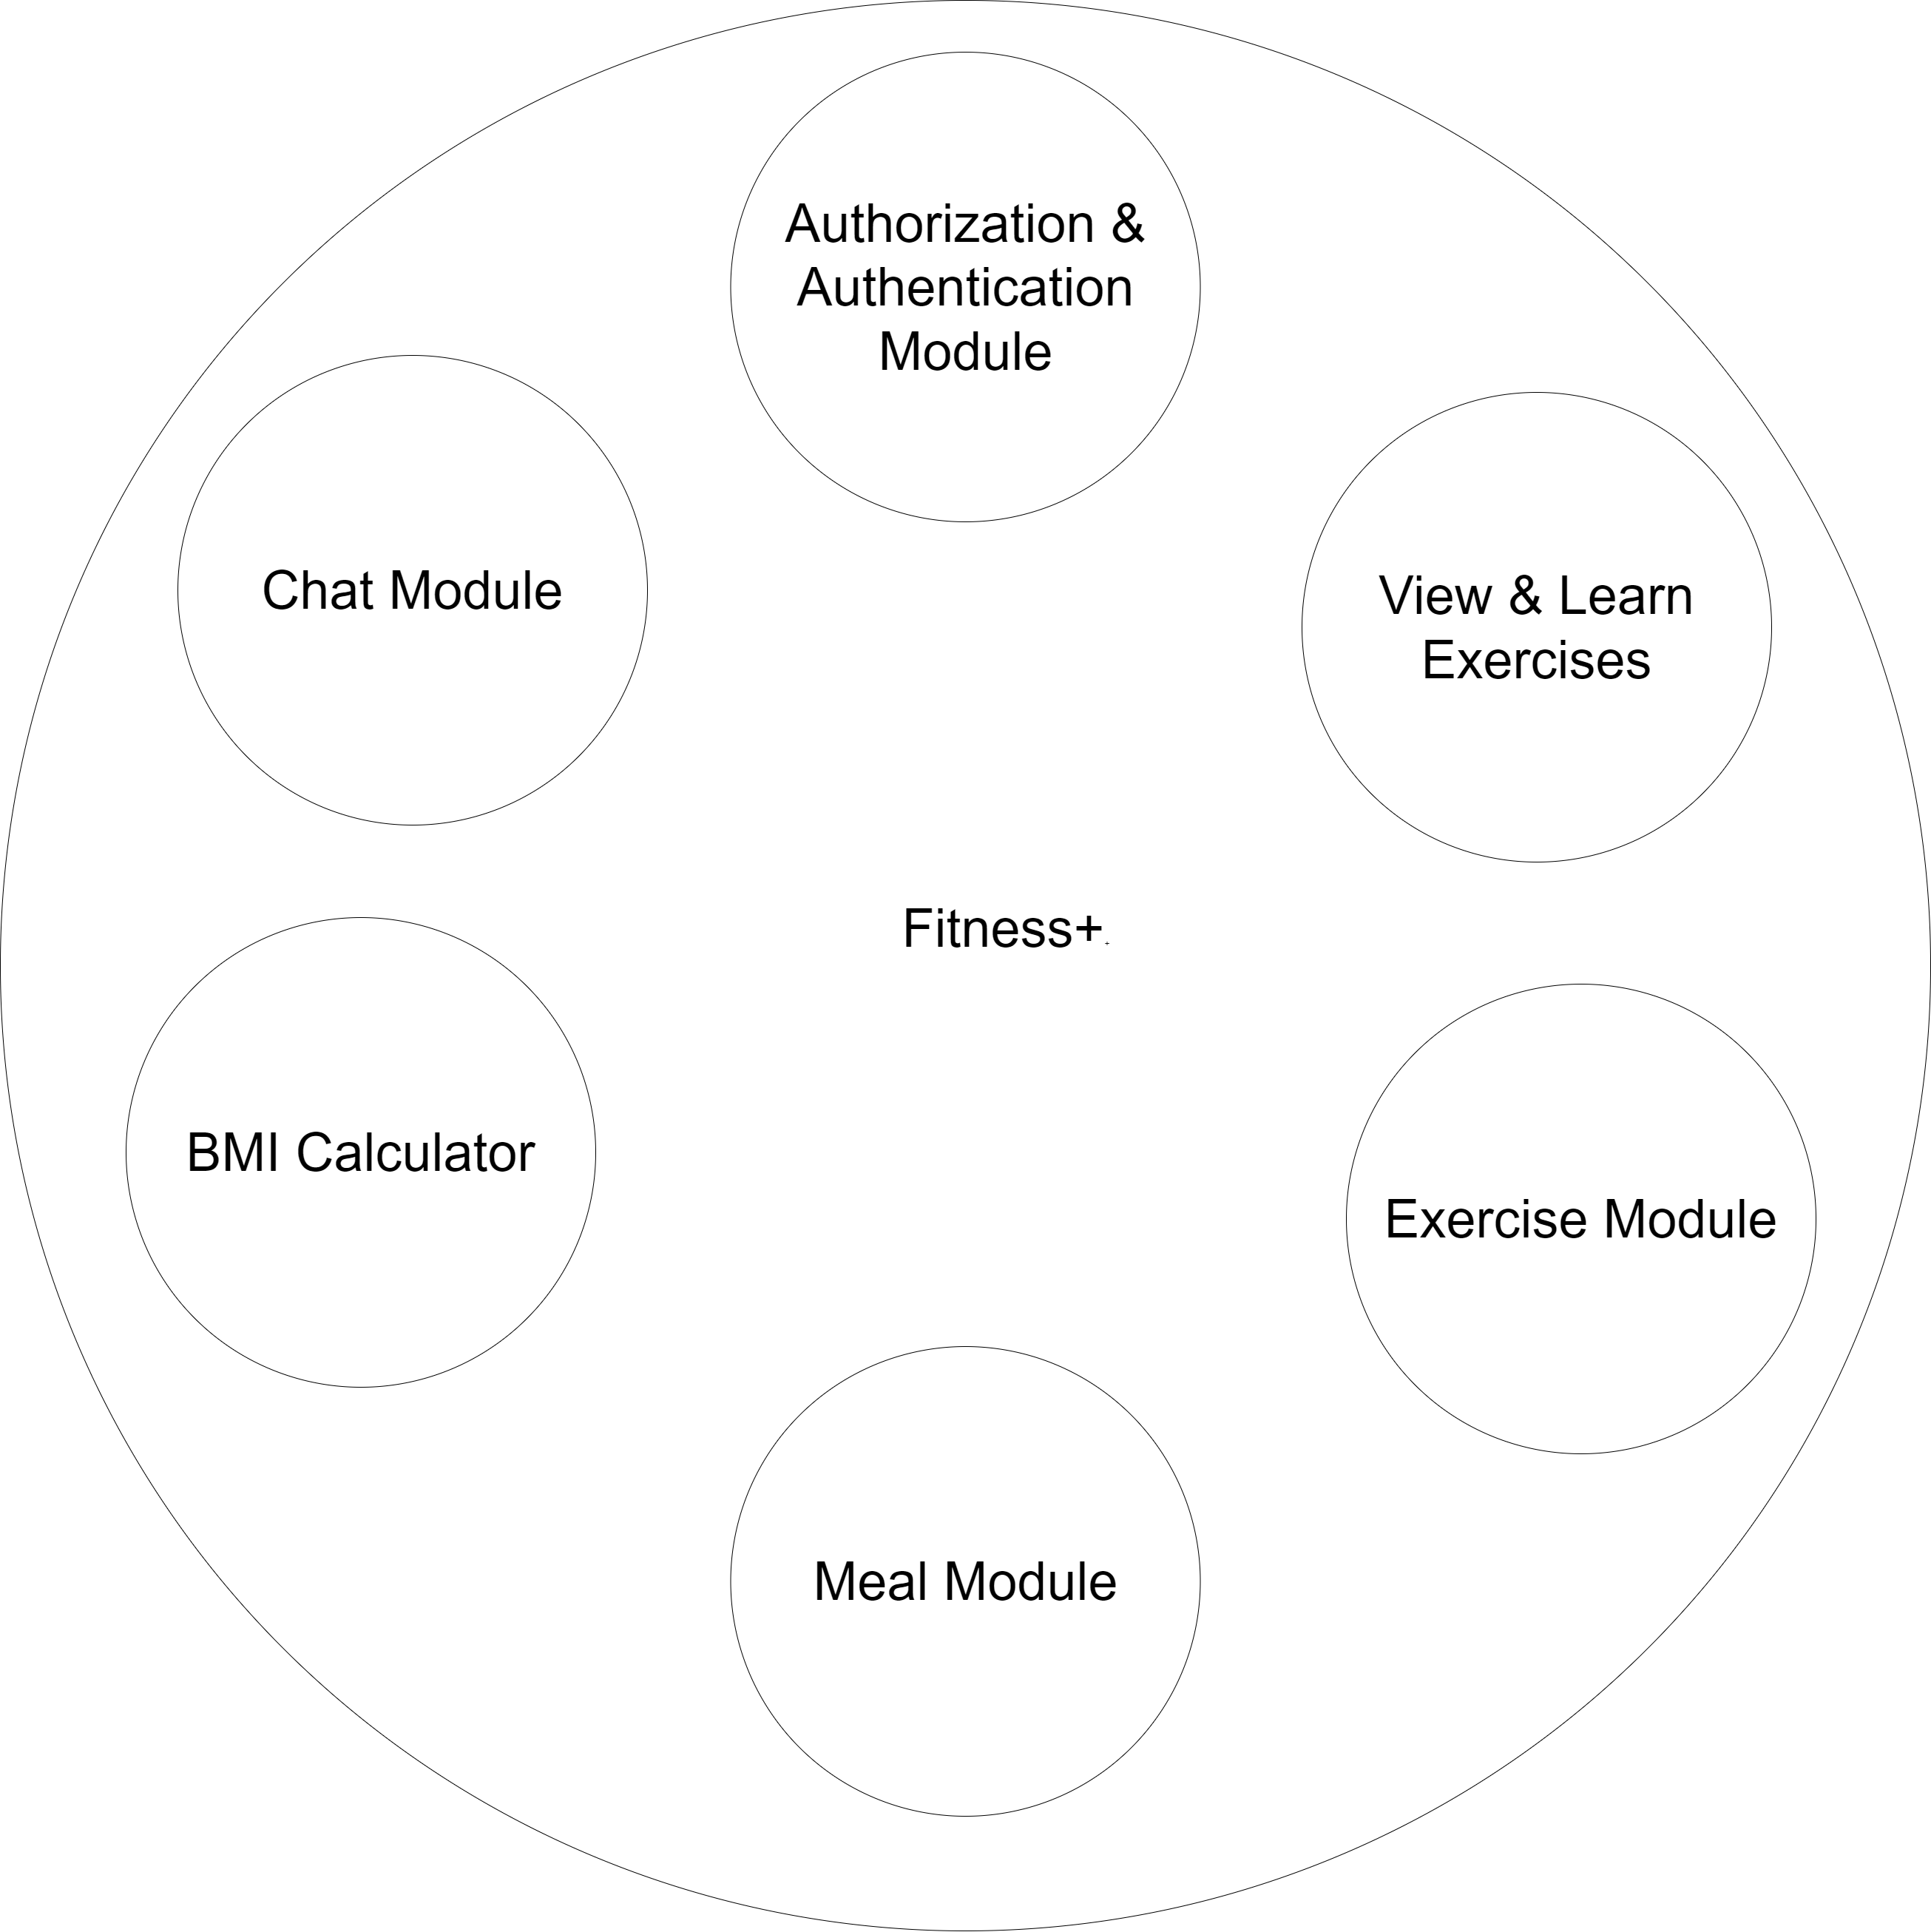 Authorization &
Authentication
Module
Chat Module
View & Learn
Exercises
Fitness+
+
BMI Calculator
Exercise Module
Meal Module